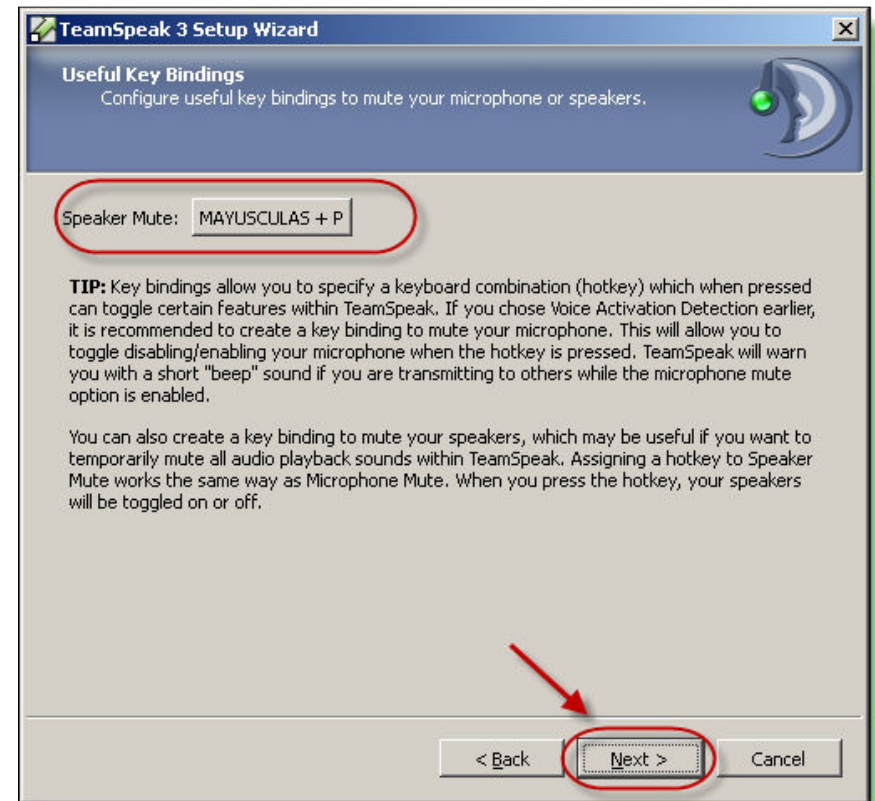 TeamSpeak 3 Setup Wizard
Useful Key Bindings
Configure useful key bindings to mute your microphone or speakers.
Speaker Mute: MAYUSCULAS + P
TIP: Key bindings allow you to specify a keyboard combination (hotkey) which when pressed
can toggle certain features within TeamSpeak. If you chose Voice Activation Detection earlier,
it is recommended to create a key binding to mute your microphone. This will allow you to
toggle disabling/enabling your microphone when the hotkey is pressed. TeamSpeak will warn
you with a short "beep" sound if you are transmitting to others while the microphone mute
option is enabled.
You can also create a key binding to mute your speakers, which may be useful if you want to
temporarily mute all audio playback sounds within TeamSpeak. Assigning a hotkey to Speaker
Mute works the same way as Microphone Mute. When you press the hotkey, your speakers
will be toggled on or off.
< Back Next > Cancel